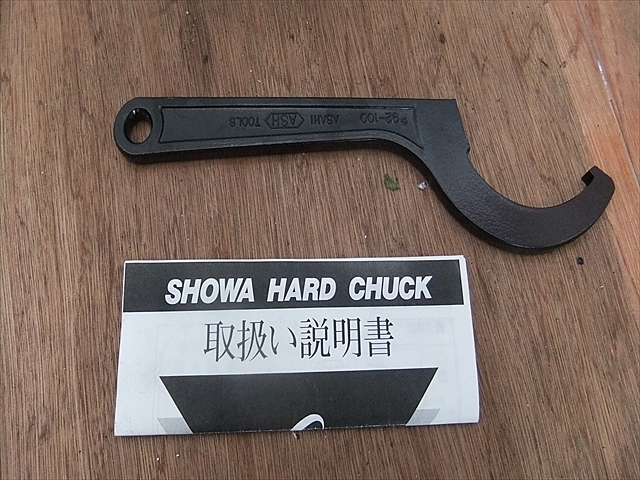 92-100 ASAHI ASH TOOLS
SHOWA HARD CHUCK
取扱い説明書